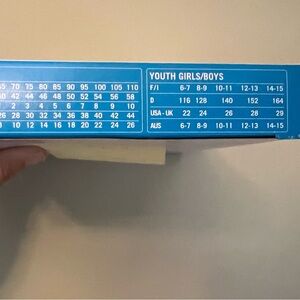 70 75 80 85 90 95 100 105 110
42 44 46 48 50 52 54 56 58
2 3 4 5 6 7 8 9 10
28 30 32 34 36 38 40 42 44
10 12 14 16 18 20 22 24 26
YOUTH GIRLS/BOYS
F/I 6-7 8-9 10-11 12-13 14-15
D 116 128 140 152 164
USA - UK 22 24 26 28 29
AUS 6-7 8-9 10-11 12-13 14-15